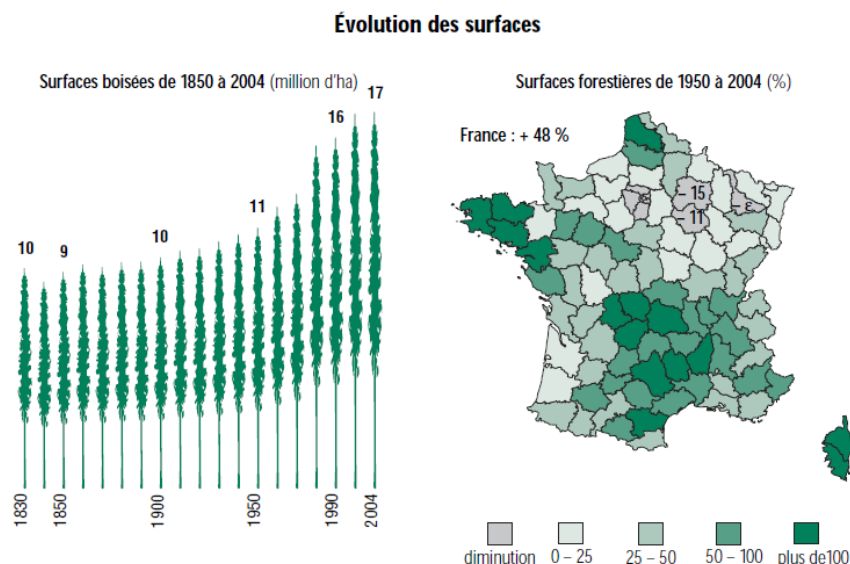 Évolution des surfaces
Surfaces boisées de 1850 à 2004 (million d'ha)
17
16
11
10
9
10
1830
1850
1900
1950
1990
2004
Surfaces forestières de 1950 à 2004 (%)
France : + 48 %
– 15
– 11
– ε
diminution
0 – 25
25 – 50
50 – 100
plus de100